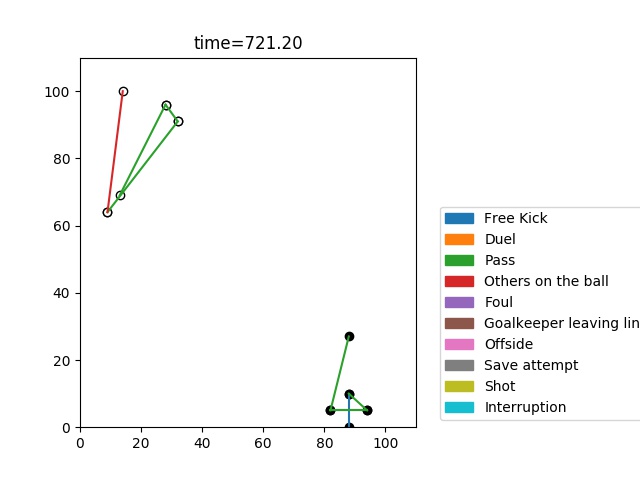 time=721.20
100
80
60
40
20
0
0 20 40 60 80 100
Free Kick
Duel
Pass
Others on the ball
Foul
Goalkeeper leaving lin
Offside
Save attempt
Shot
Interruption